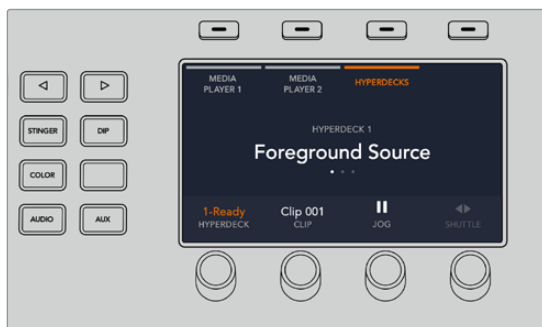 MEDIA
PLAYER 1
MEDIA
PLAYER 2
HYPERDECKS
HYPERDECK 1
Foreground Source
1-Ready
HYPERDECK
Clip 001
CLIP
JOG
SHUTTLE
STINGER
DIP
COLOR
AUDIO
AUX